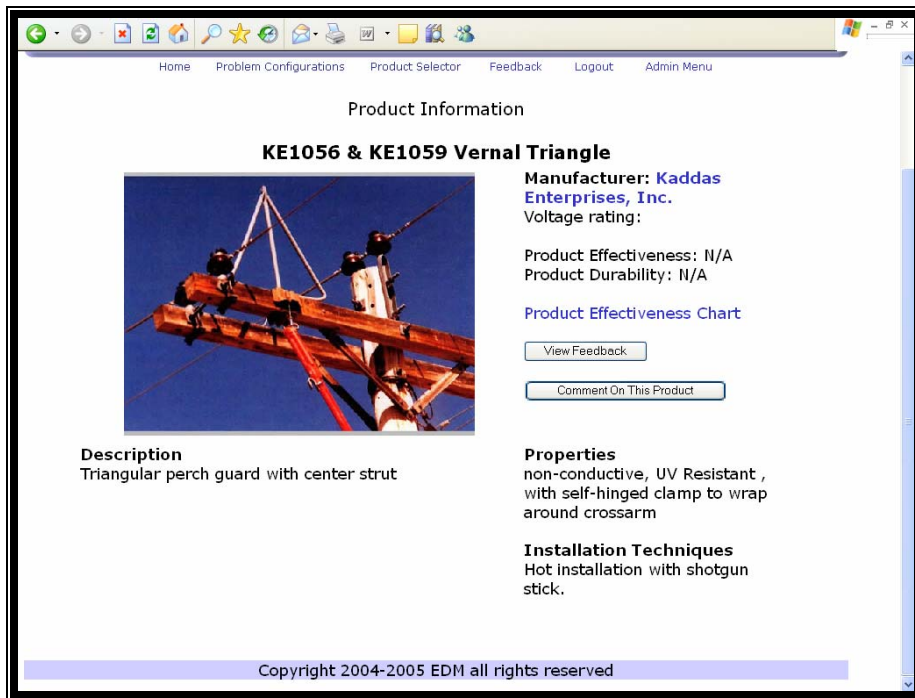 Home Problem Configurations Product Selector Feedback Logout Admin Menu
Product Information
KE1056 & KE1059 Vernal Triangle
Manufacturer: Kaddas
Enterprises, Inc.
Voltage rating:
Product Effectiveness: N/A
Product Durability: N/A
Product Effectiveness Chart
View Feedback
Comment On This Product
Description
Triangular perch guard with center strut
Properties
non-conductive, UV Resistant ,
with self-hinged clamp to wrap
around crossarm
Installation Techniques
Hot installation with shotgun
stick.
Copyright 2004-2005 EDM all rights reserved